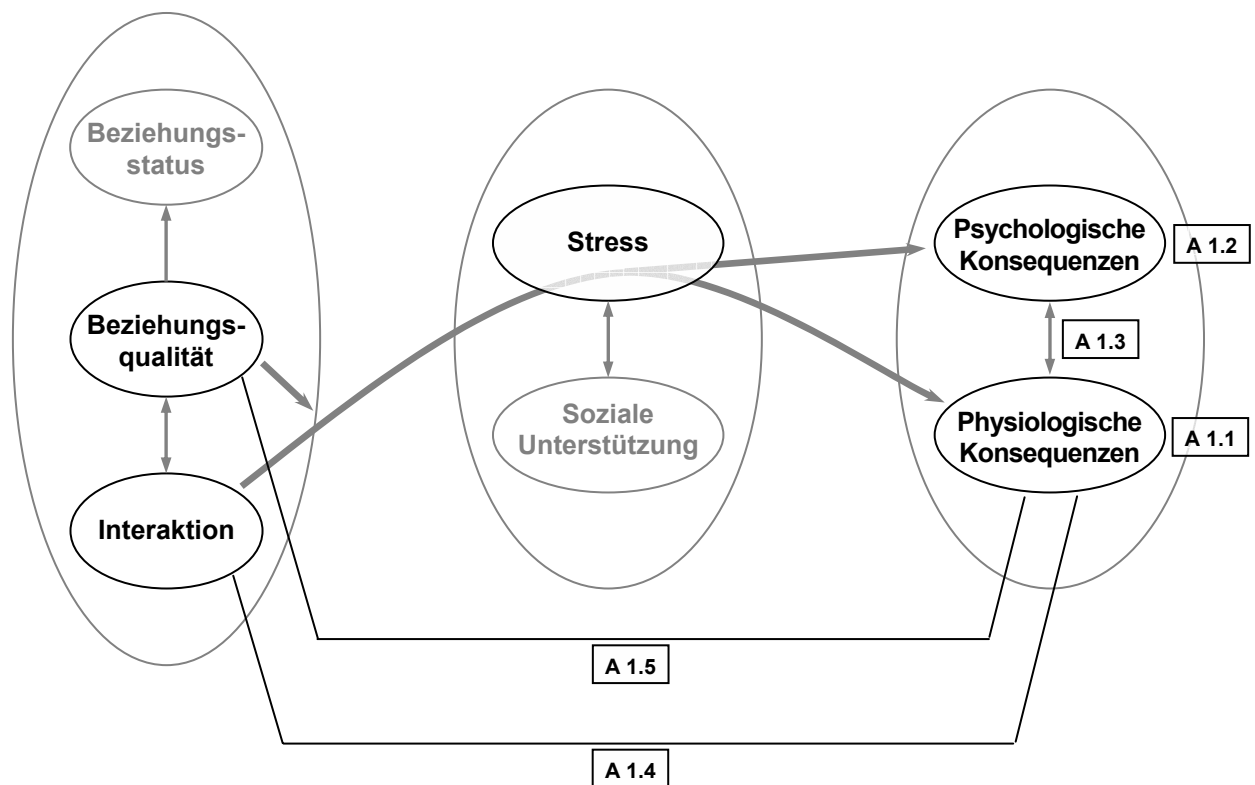 Beziehungs-
status
Beziehungs-
qualität
Interaktion
Stress
Soziale
Unterstützung
Psychologische
Konsequenzen
A 1.2
A 1.3
Physiologische
Konsequenzen
A 1.1
A 1.5
A 1.4